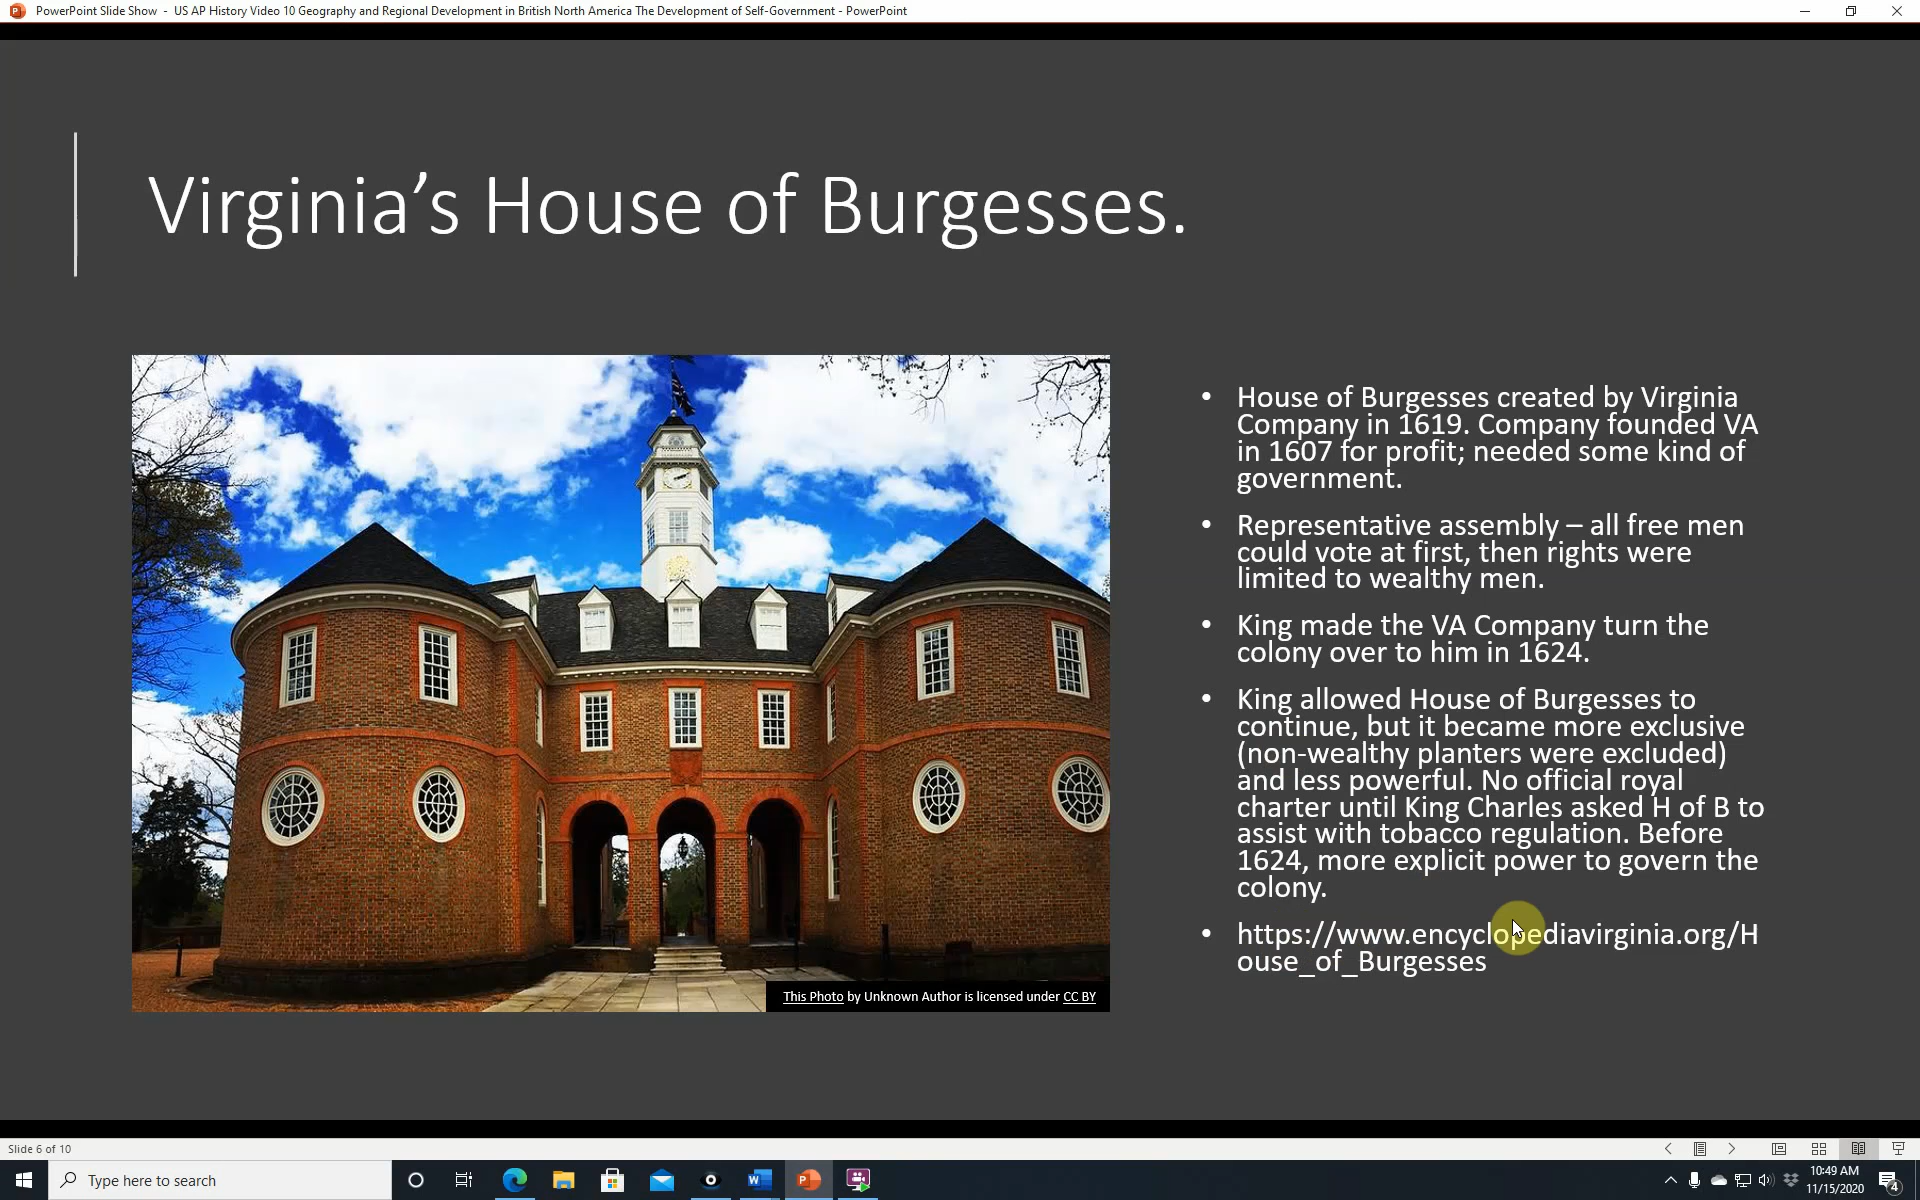 PowerPoint Slide Show - US AP History Video 10 Geography and Regional Development in British North America The Development of Self-Government - PowerPoint
Virginia’s House of Burgesses.
• House of Burgesses created by Virginia
Company in 1619. Company founded VA
in 1607 for profit; needed some kind of
government.
• Representative assembly – all free men
could vote at first, then rights were
limited to wealthy men.
• King made the VA Company turn the
colony over to him in 1624.
• King allowed House of Burgesses to
continue, but it became more exclusive
(non-wealthy planters were excluded)
and less powerful. No official royal
charter until King Charles asked H of B to
assist with tobacco regulation. Before
1624, more explicit power to govern the
colony.
• https://www.encyclopediavirginia.org/H
ouse_of_Burgesses
This Photo by Unknown Author is licensed under CC BY
Slide 6 of 10
Type here to search
10:49 AM
11/15/2020
4